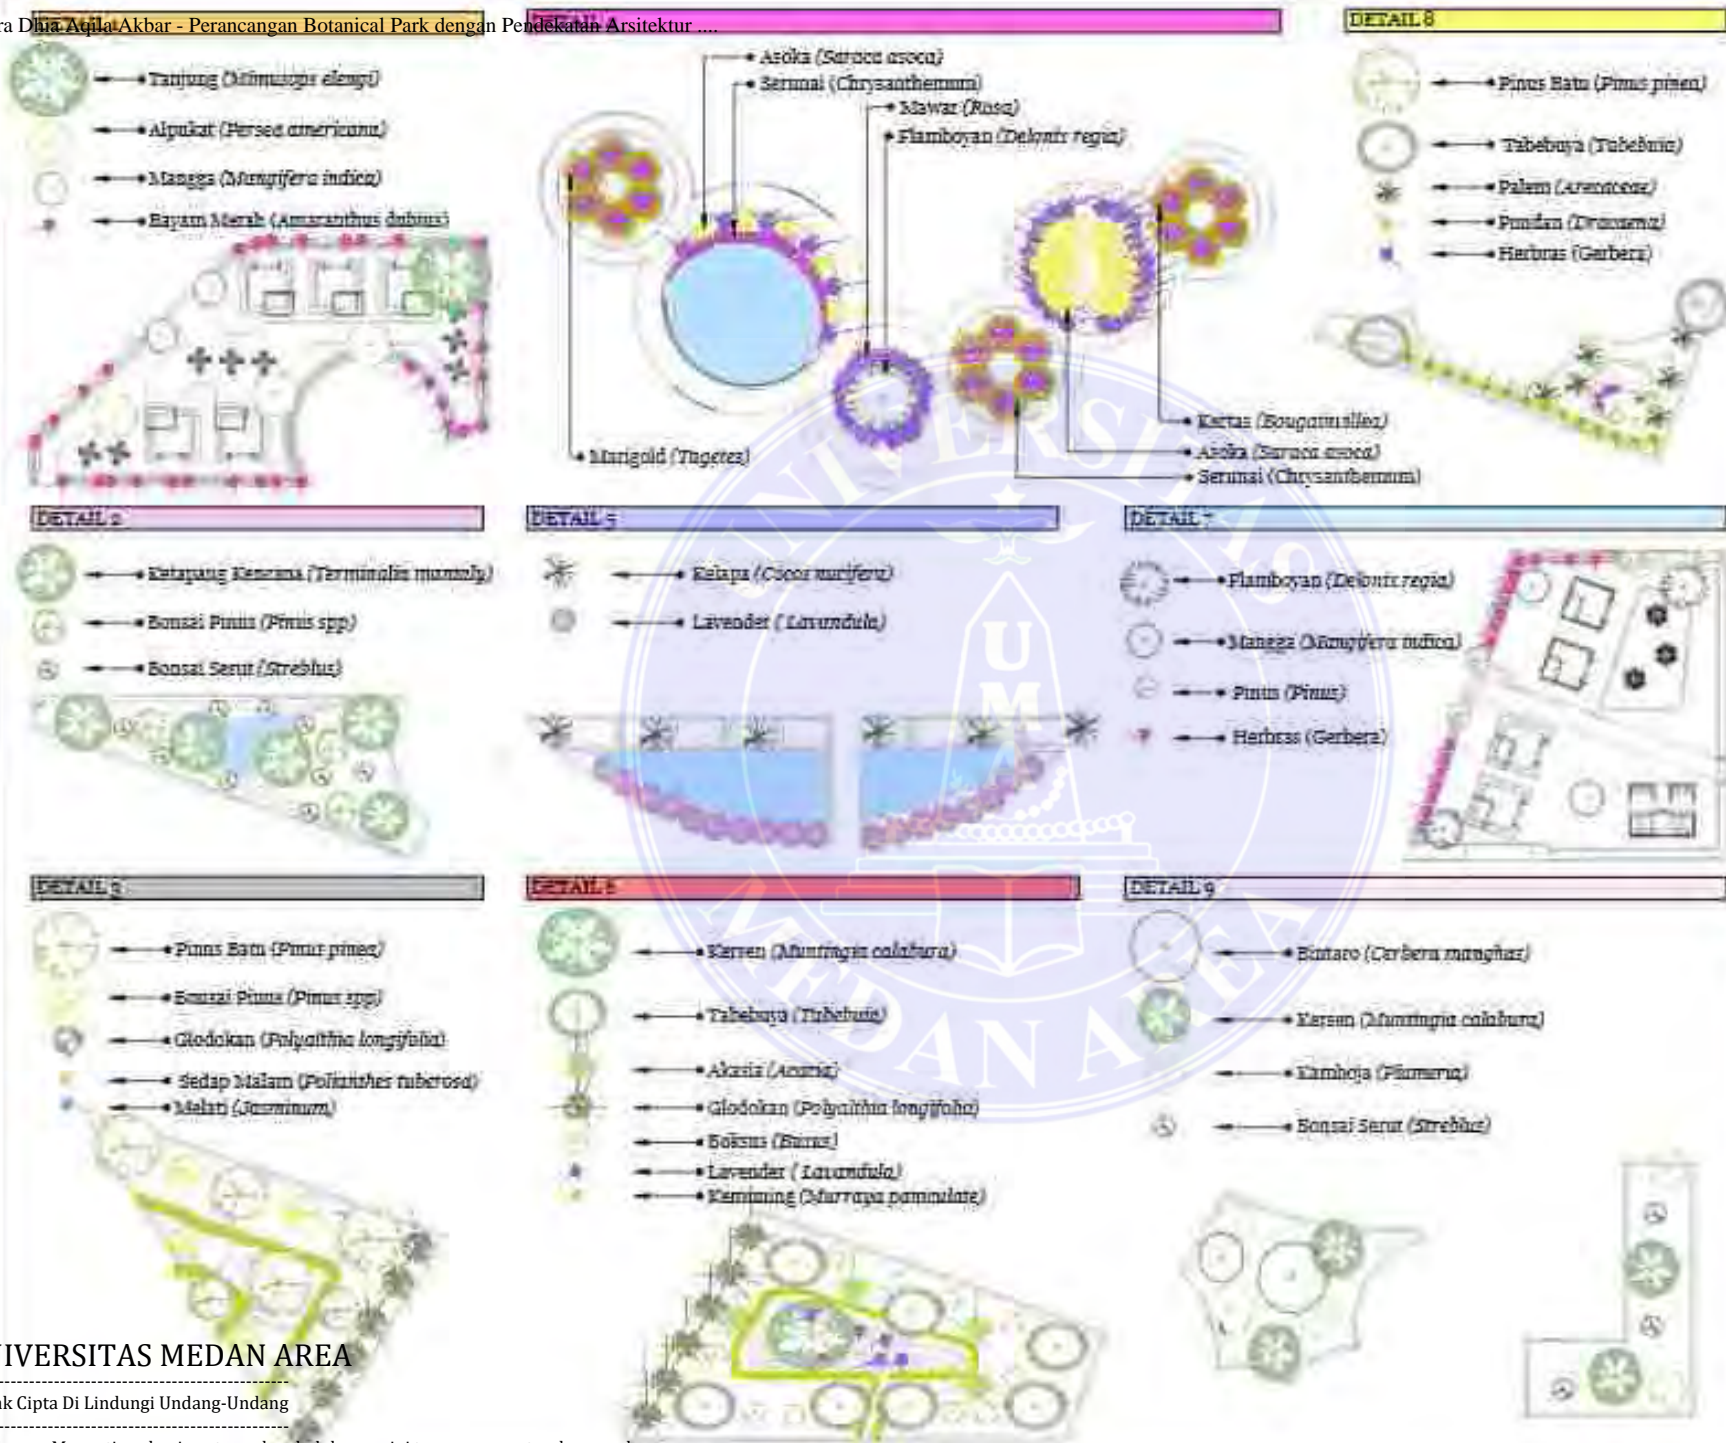 ra Dhia Aqila Akbar - Perancangan Botanical Park dengan Pendekatan Arsitektur ....
Tanjung (Mimusops elengi)
Alpukat (Persea americana)
Mangga (Mangifera indica)
Bayam Merah (Amaranthus dubius)
Asoka (Saraca asoca)
Serunai (Chrysanthemum)
Mawar (Rosa)
Flamboyan (Delonix regia)
Marigold (Tagetes)
Kertas (Bougainvillea)
Asoka (Saraca asoca)
Serunai (Chrysanthemum)
DETAIL 8
Pinus Batu (Pinus pinea)
Tabebuya (Tabebuia)
Palem (Arecaceae)
Pandan (Dracaena)
Herbras (Gerbera)
DETAIL 2
Ketapang Kencana (Terminalia mantaly)
Bonsai Pinus (Pinus spp)
Bonsai Serut (Streblus)
DETAIL 5
Kelapa (Cocos nucifera)
Lavender ( Lavandula)
DETAIL 7
Flamboyan (Delonix regia)
Mangga (Mangifera indica)
Pinus (Pinus)
Herbras (Gerbera)
DETAIL 3
Pinus Batu (Pinus pinea)
Bonsai Pinus (Pinus spp)
Glodokan (Polyalthia longifolia)
Sedap Malam (Polianthes tuberosa)
Melati (Jasminum)
DETAIL 6
Kersen (Muntingia calabura)
Tabebuya (Tabebuia)
Akasia (Acacia)
Glodokan (Polyalthia longifolia)
Boksus (Buxus)
Lavender ( Lavandula)
Kemuning (Murraya paniculate)
DETAIL 9
Bintaro (Cerbera manghas)
Kersen (Muntingia calabura)
Kamboja (Plumeria)
Bonsai Serut (Streblus)
UNIVERSITAS
UMA
MEDAN AREA
NIVERSITAS MEDAN AREA
ak Cipta Di Lindungi Undang-Undang